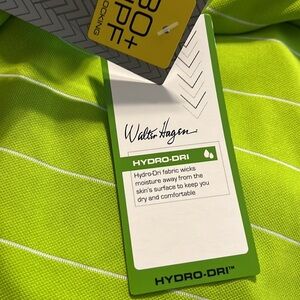 30+
UPF
BLOCKING
Walter Hagen
HYDRO-DRI
Hydro-Dri fabric wicks
moisture away from the
skin's surface to keep you
dry and comfortable.
HYDRO-DRI™